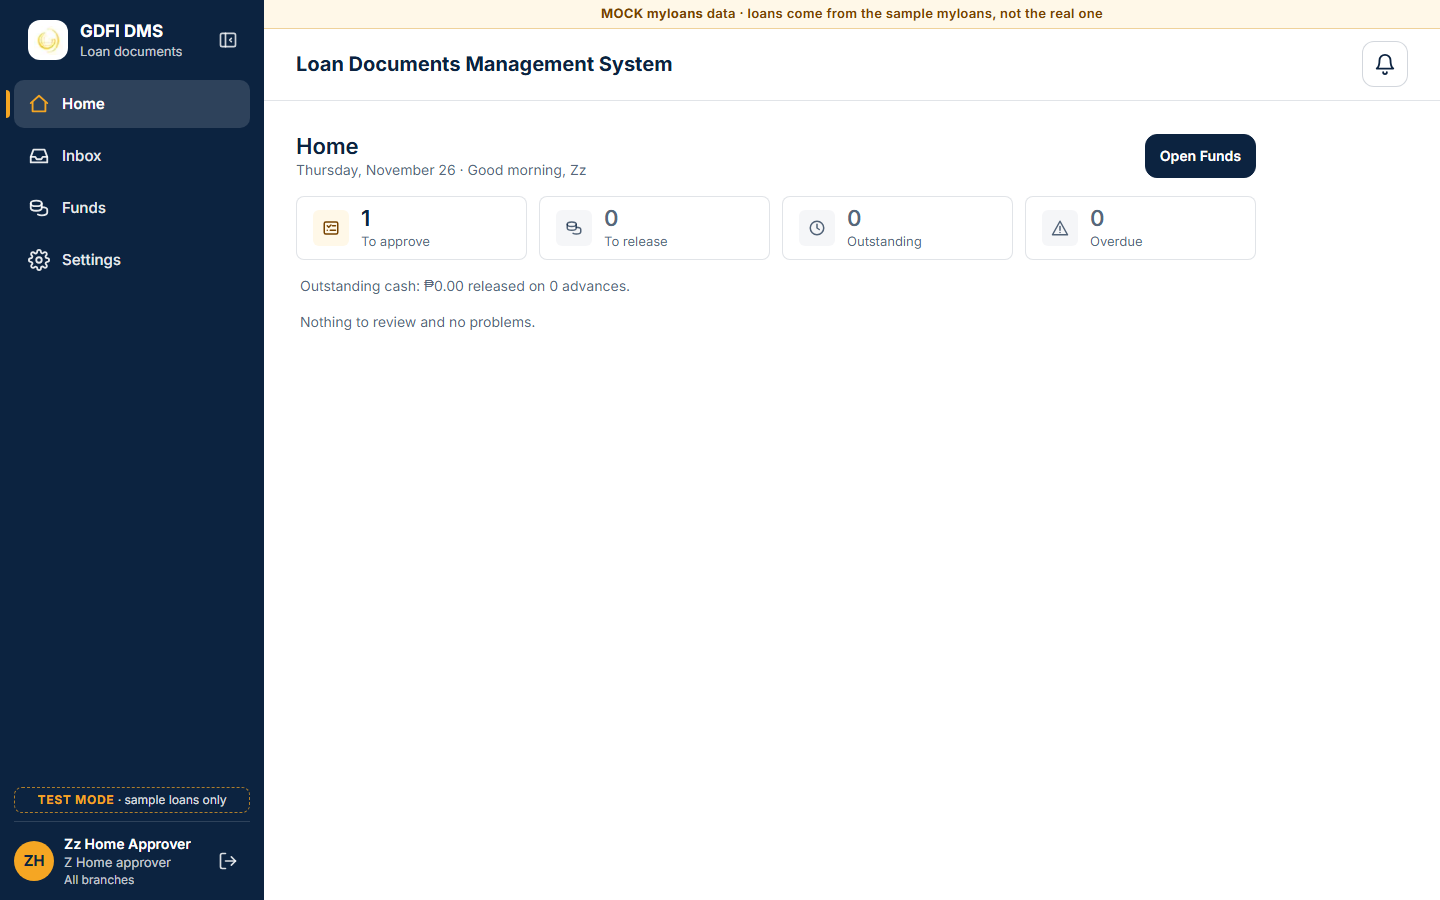 MOCK myloans data · loans come from the sample myloans, not the real one
GDFI DMS
Loan documents
Home
Inbox
Funds
Settings
TEST MODE · sample loans only
ZH
Zz Home Approver
Z Home approver
All branches
Loan Documents Management System
Home
Thursday, November 26 · Good morning, Zz
Open Funds
1
To approve
0
To release
0
Outstanding
0
Overdue
Outstanding cash: ₱0.00 released on 0 advances.
Nothing to review and no problems.